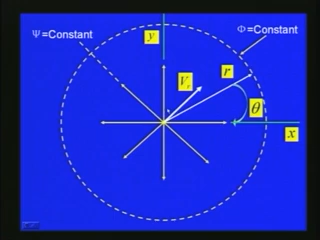 Ψ=Constant
Φ=Constant
y
r
V_r
θ
x